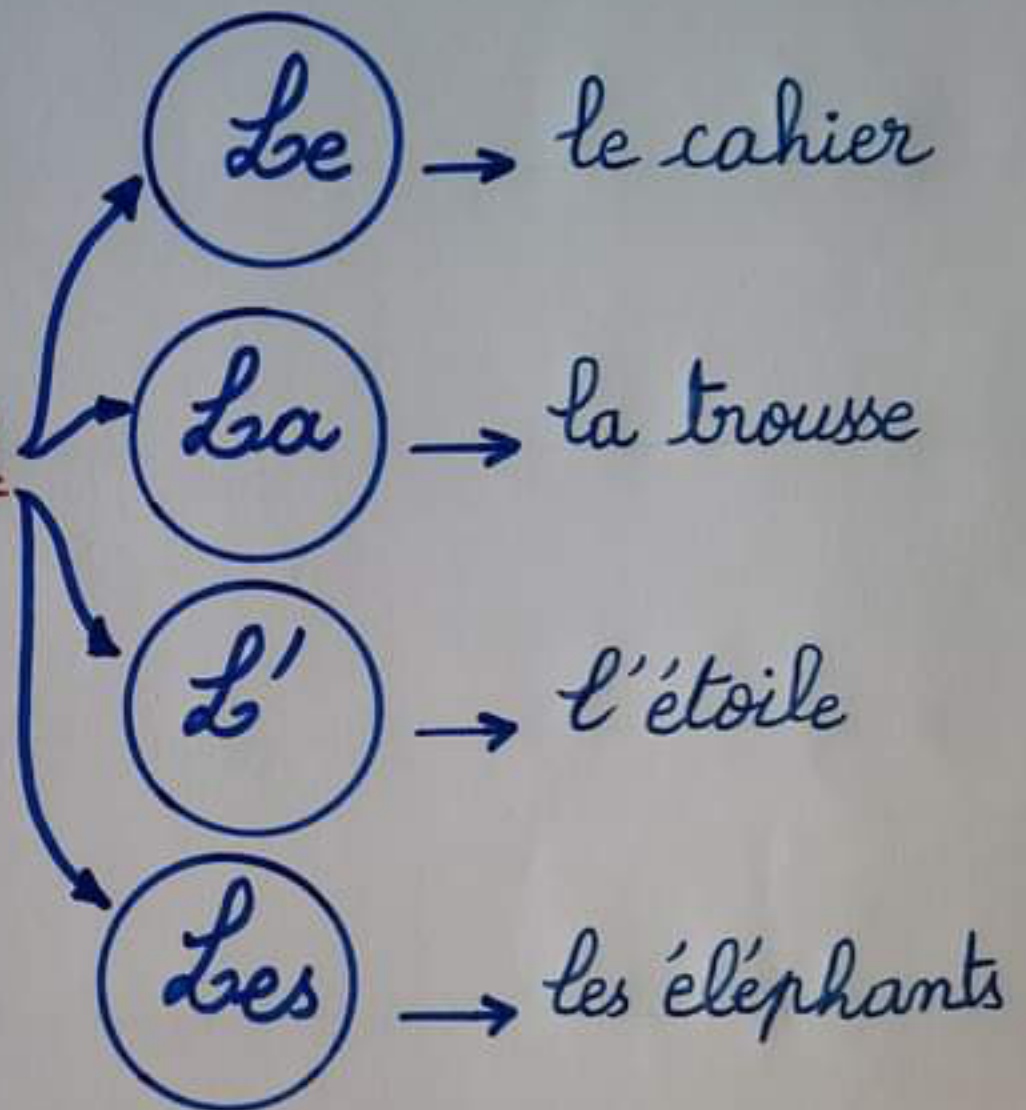 Le → le cahier
La → la trousse
L' → l'étoile
Les → les éléphants